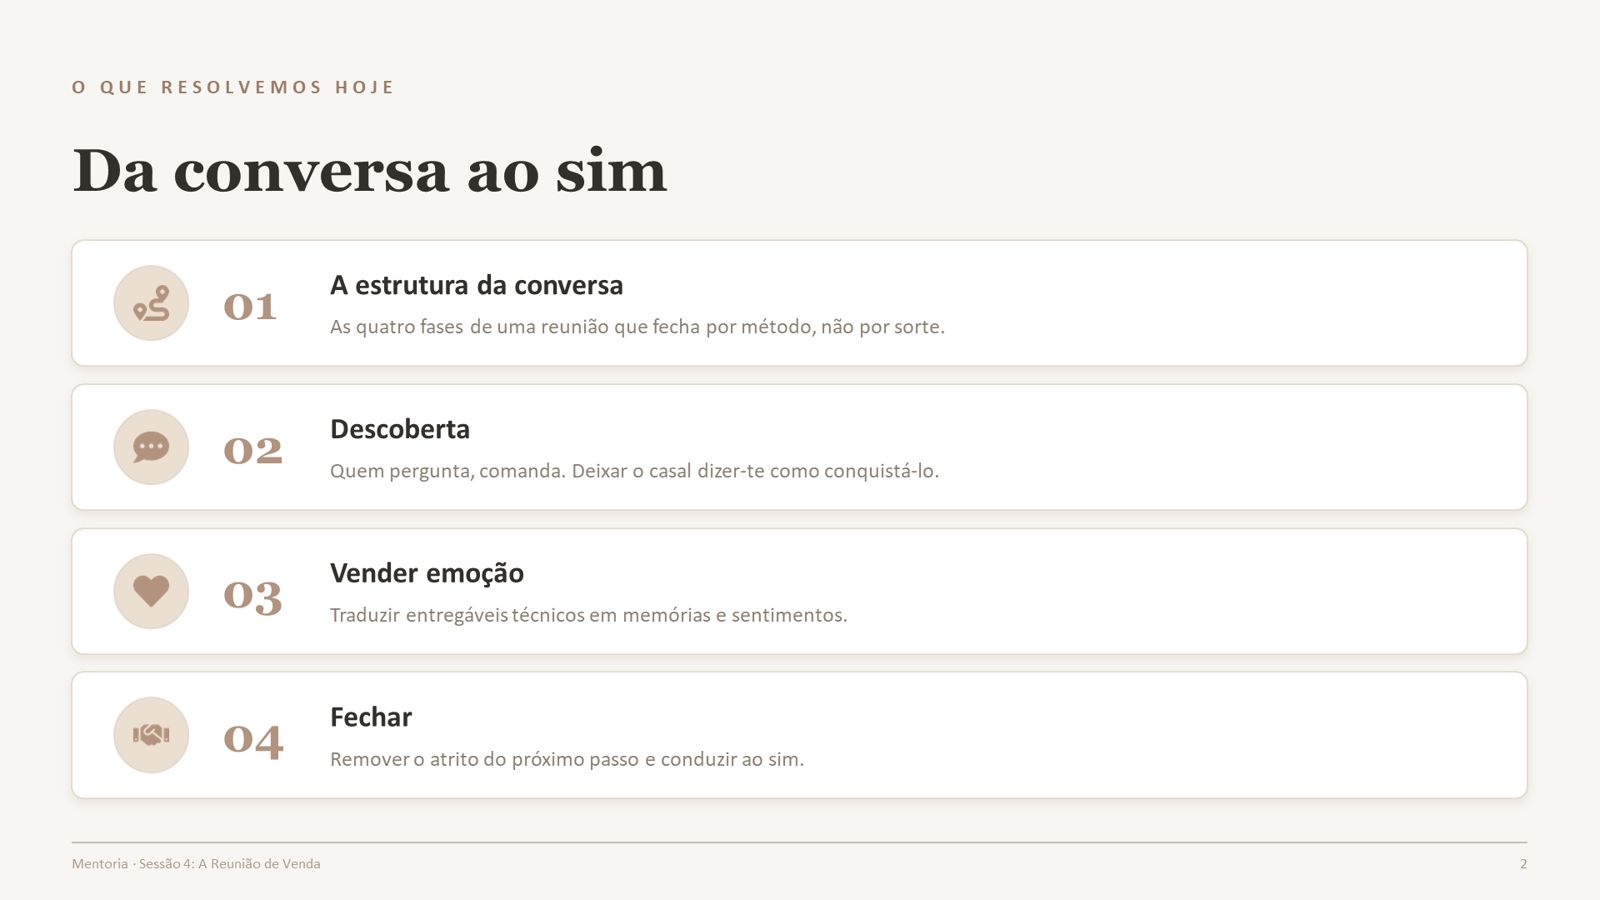 O QUE RESOLVEMOS HOJE
Da conversa ao sim
01
A estrutura da conversa
As quatro fases de uma reunião que fecha por método, não por sorte.
02
Descoberta
Quem pergunta, comanda. Deixar o casal dizer-te como conquistá-lo.
03
Vender emoção
Traduzir entregáveis técnicos em memórias e sentimentos.
04
Fechar
Remover o atrito do próximo passo e conduzir ao sim.
Mentoria · Sessão 4: A Reunião de Venda
2